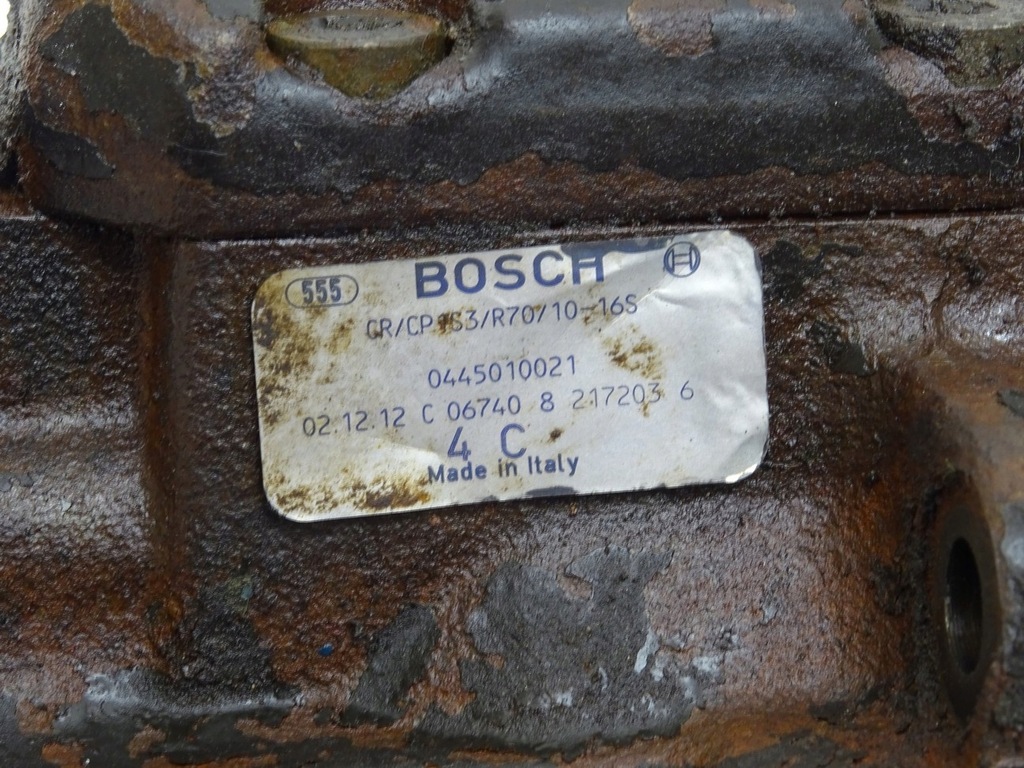 555 BOSCH
CR/CP1S3/R70/10-16S
0445010021
02.12.12 C 06740 8 217203 6
4 C
Made in Italy